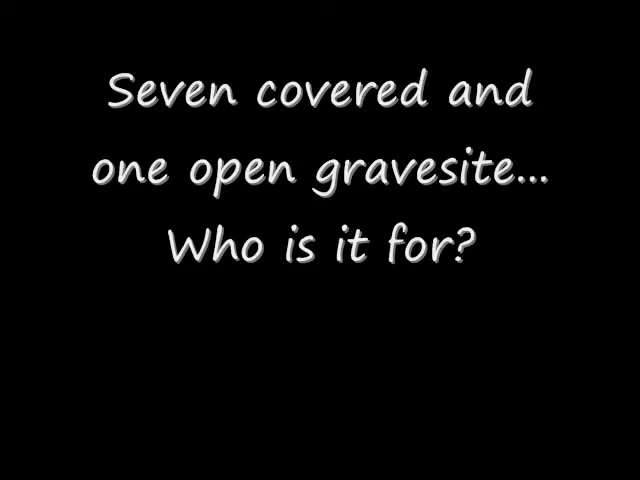 Seven covered and
one open gravesite...
Who is it for?